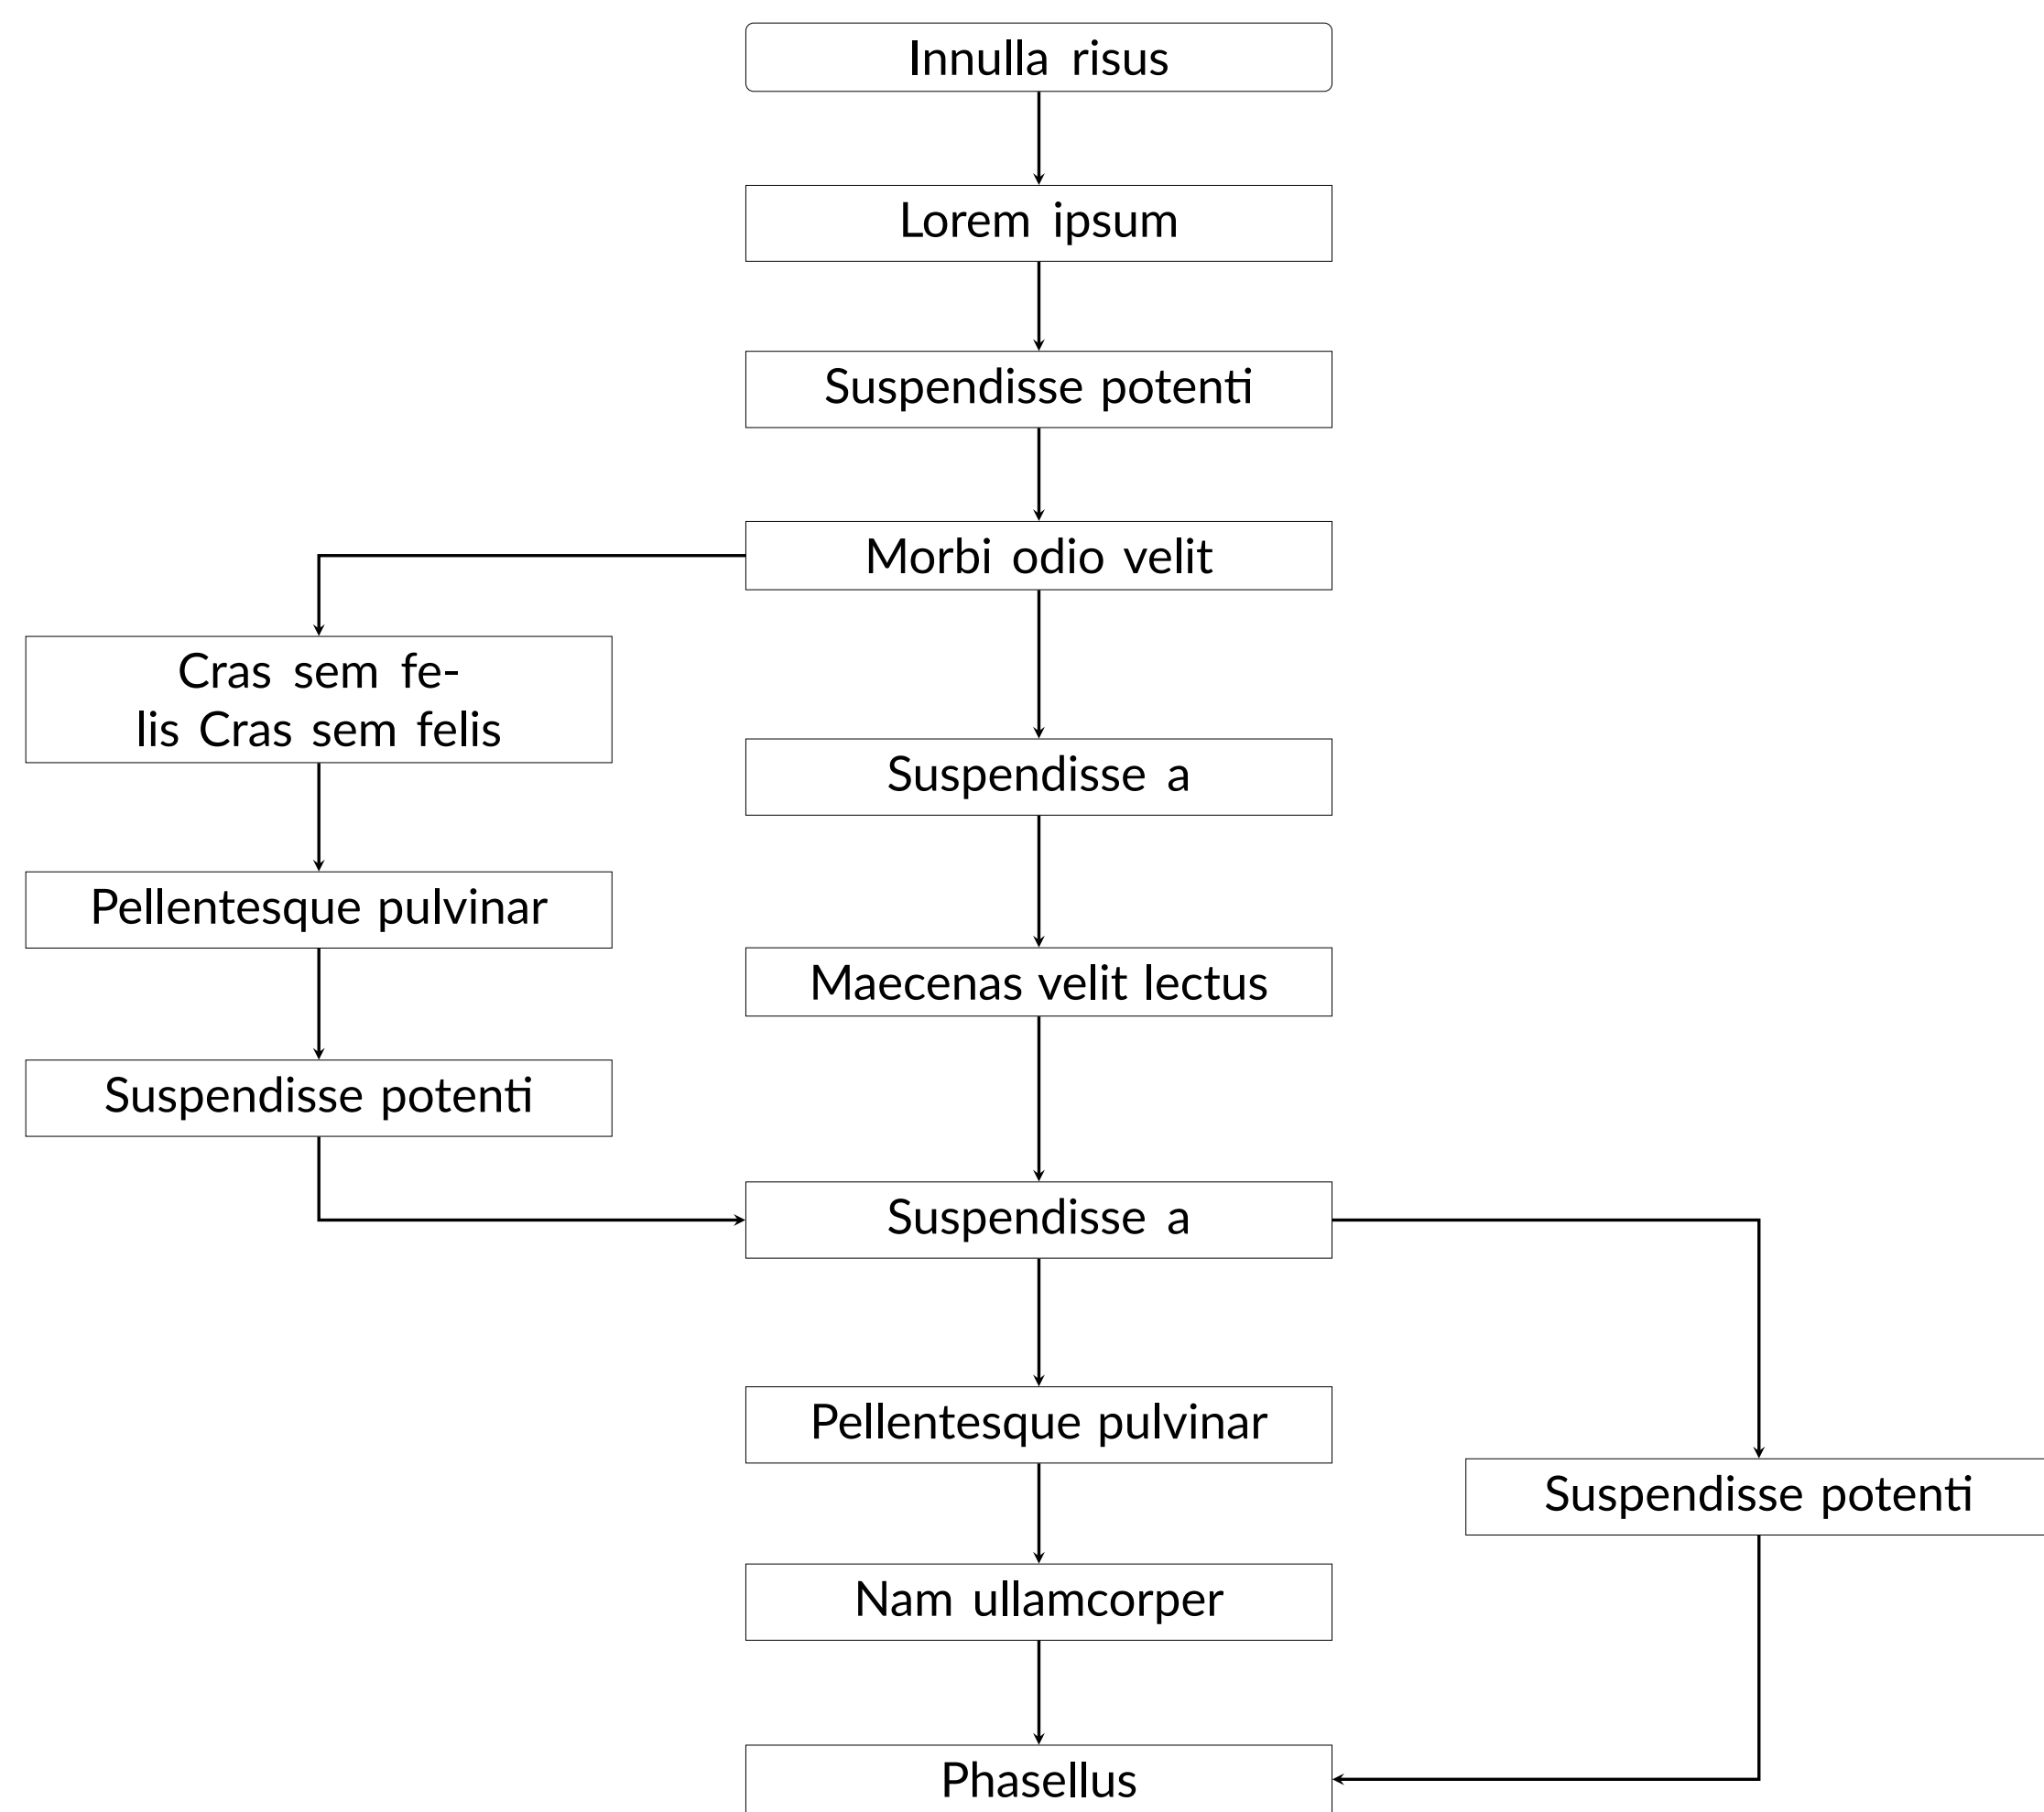 Innulla risus
Lorem ipsum
Suspendisse potenti
Morbi odio velit
Cras sem fe-
lis Cras sem felis
Suspendisse a
Pellentesque pulvinar
Maecenas velit lectus
Suspendisse potenti
Suspendisse a
Pellentesque pulvinar
Suspendisse potenti
Nam ullamcorper
Phasellus